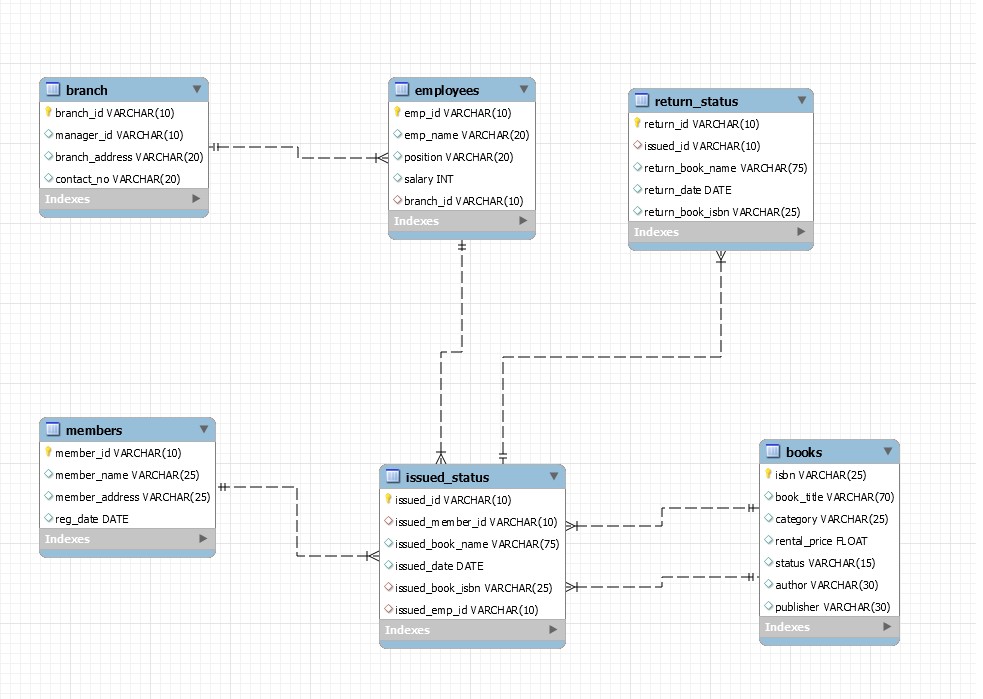 branch
branch_id VARCHAR(10)
manager_id VARCHAR(10)
branch_address VARCHAR(20)
contact_no VARCHAR(20)
Indexes
employees
emp_id VARCHAR(10)
emp_name VARCHAR(20)
position VARCHAR(20)
salary INT
branch_id VARCHAR(10)
Indexes
return_status
return_id VARCHAR(10)
issued_id VARCHAR(10)
return_book_name VARCHAR(75)
return_date DATE
return_book_isbn VARCHAR(25)
Indexes
members
member_id VARCHAR(10)
member_name VARCHAR(25)
member_address VARCHAR(25)
reg_date DATE
Indexes
issued_status
issued_id VARCHAR(10)
issued_member_id VARCHAR(10)
issued_book_name VARCHAR(75)
issued_date DATE
issued_book_isbn VARCHAR(25)
issued_emp_id VARCHAR(10)
Indexes
books
isbn VARCHAR(25)
book_title VARCHAR(70)
category VARCHAR(25)
rental_price FLOAT
status VARCHAR(15)
author VARCHAR(30)
publisher VARCHAR(30)
Indexes